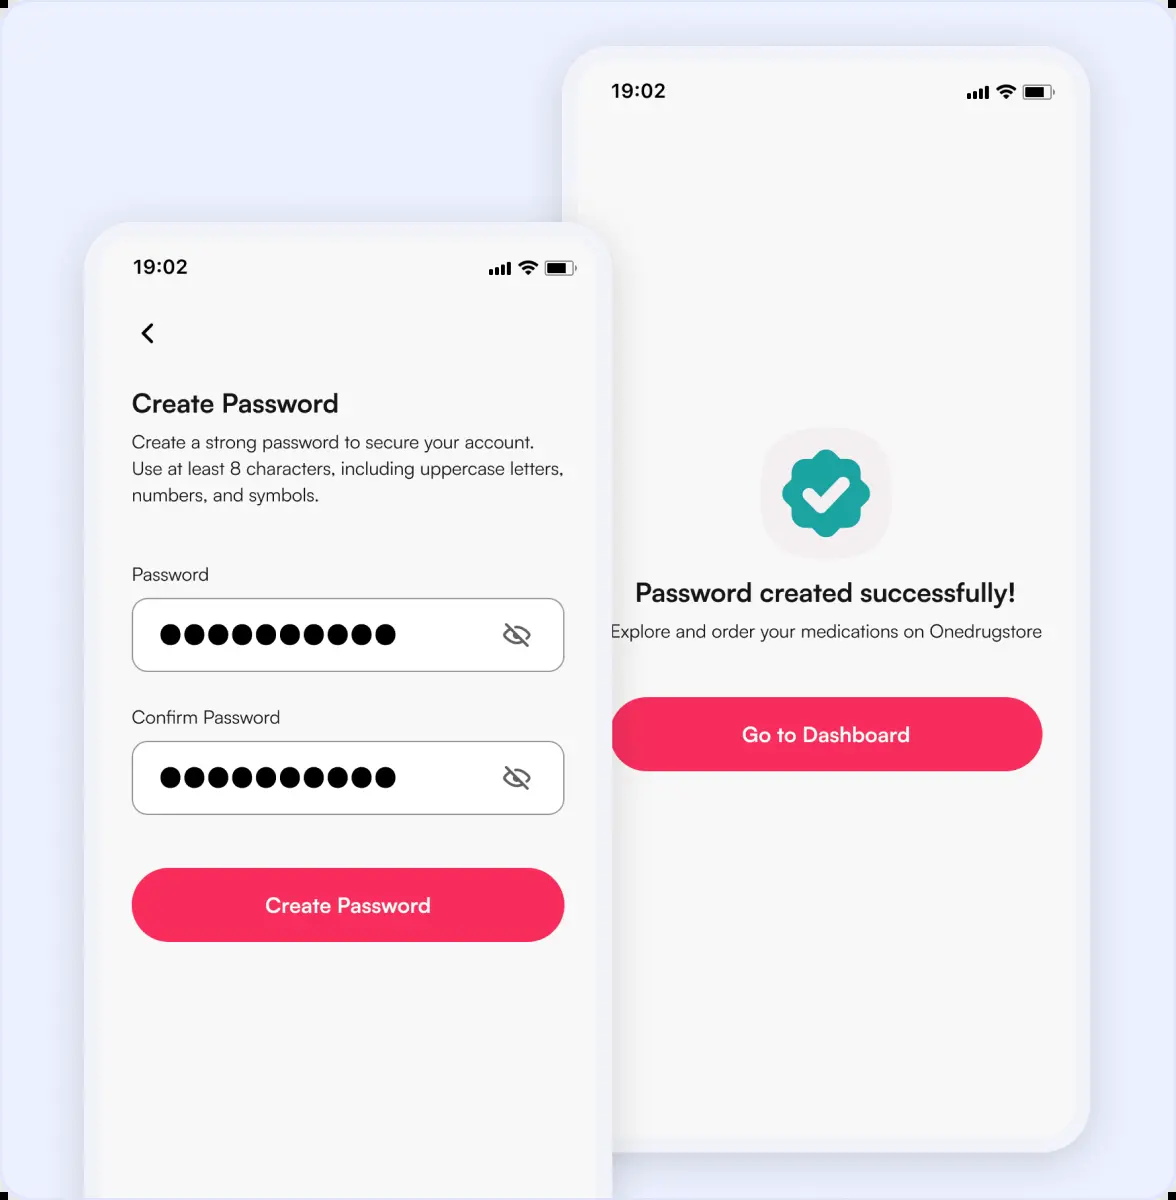 19:02
Create Password
Create a strong password to secure your account.
Use at least 8 characters, including uppercase letters,
numbers, and symbols.
Password
Confirm Password
Create Password
19:02
Password created successfully!
Explore and order your medications on Onedrugstore
Go to Dashboard